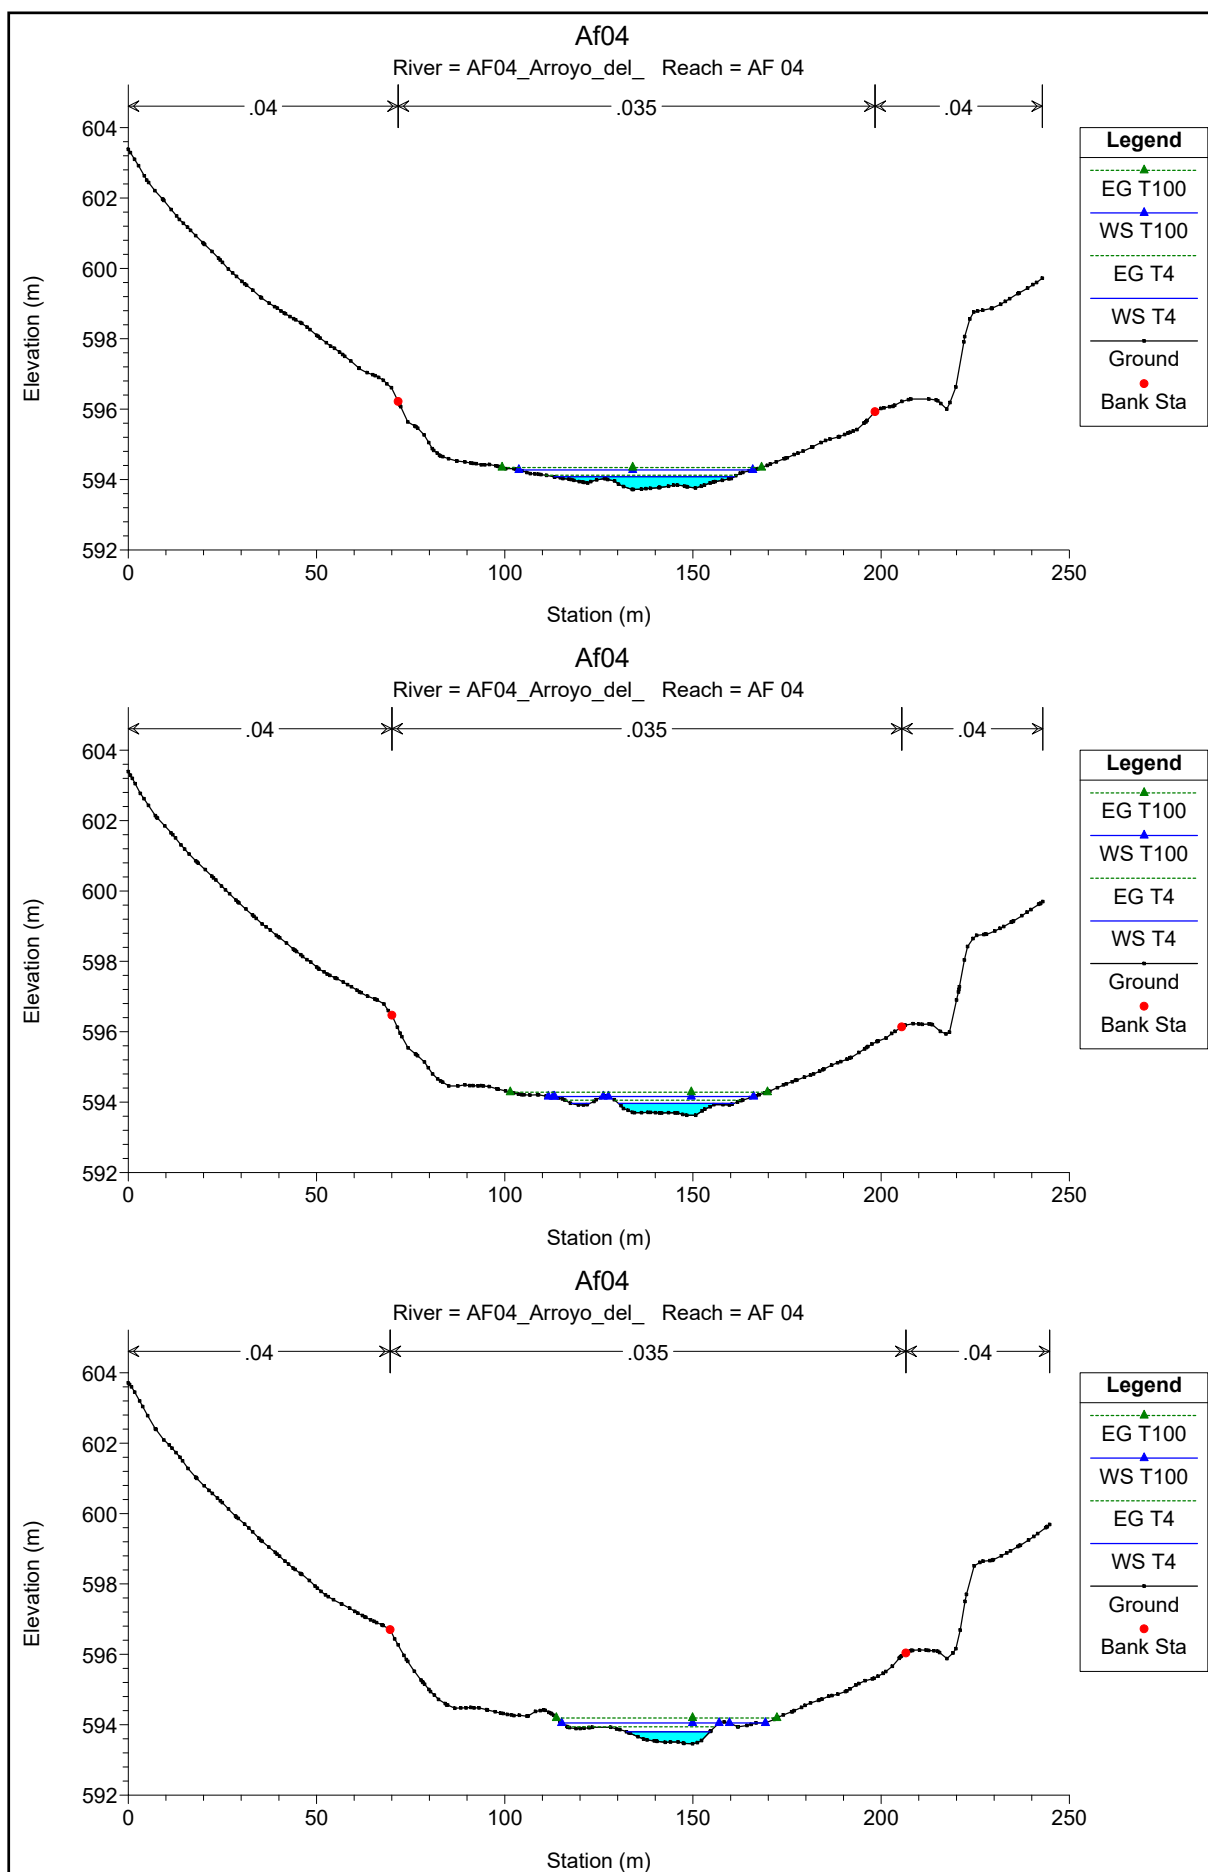 Af04
River = AF04_Arroyo_del_ Reach = AF 04
.04 .035 .04
604
602
600
598
596
594
592
Elevation (m)
0 50 100 150 200 250
Station (m)
Legend
EG T100
WS T100
EG T4
WS T4
Ground
Bank Sta
Af04
River = AF04_Arroyo_del_ Reach = AF 04
.04 .035 .04
604
602
600
598
596
594
592
Elevation (m)
0 50 100 150 200 250
Station (m)
Legend
EG T100
WS T100
EG T4
WS T4
Ground
Bank Sta
Af04
River = AF04_Arroyo_del_ Reach = AF 04
.04 .035 .04
604
602
600
598
596
594
592
Elevation (m)
0 50 100 150 200 250
Station (m)
Legend
EG T100
WS T100
EG T4
WS T4
Ground
Bank Sta